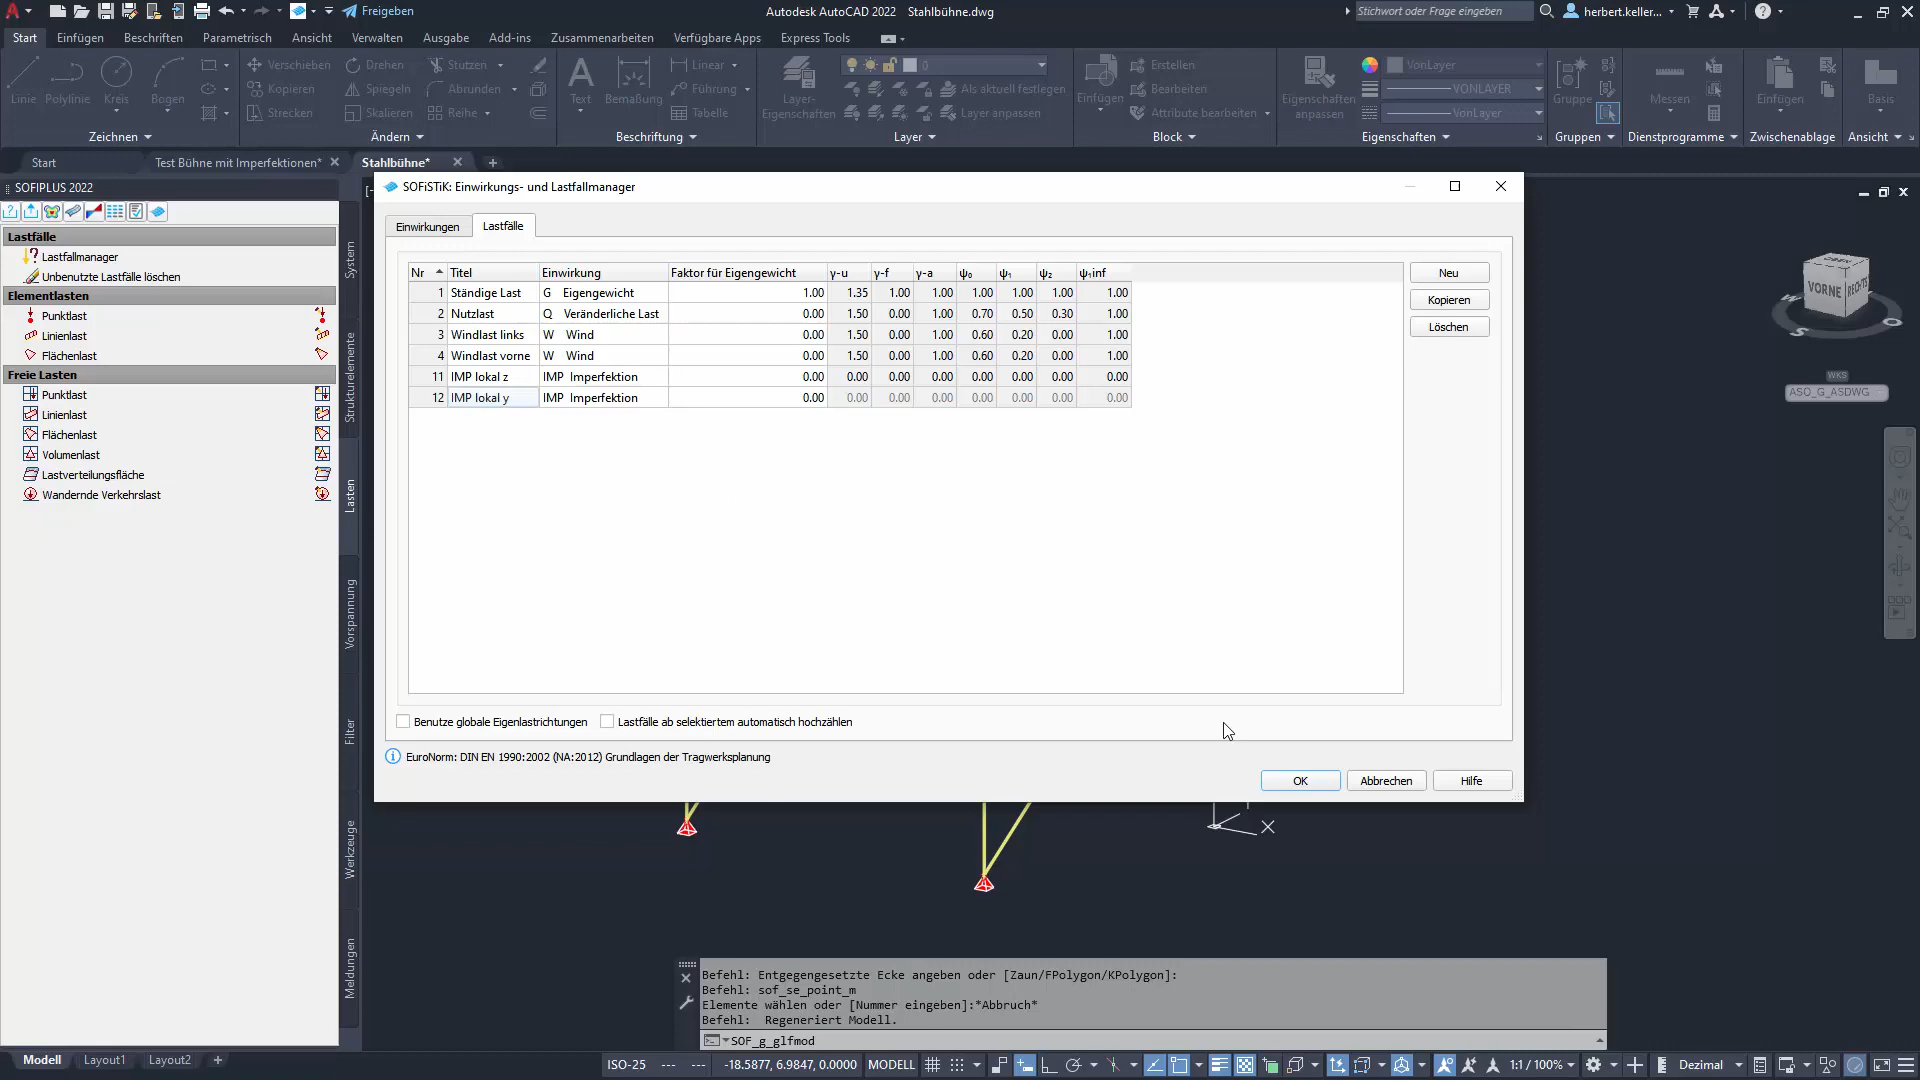 Freigeben
Autodesk AutoCAD 2022 Stahlbühne.dwg
Stichwort oder Frage eingeben
herbert.keller...
Start Einfügen Beschriften Parametrisch Ansicht Verwalten Ausgabe Add-ins Zusammenarbeiten Verfügbare Apps Express Tools
Linie Polylinie Kreis Bogen
Verschieben Drehen Stutzen
Kopieren Spiegeln Abrunden
Strecken Skalieren Reihe
Text Bemaßung
Linear
Führung
Tabelle
Layer-
Eigenschaften
0
Als aktuell festlegen
Layer anpassen
Einfügen
Erstellen
Bearbeiten
Attribute bearbeiten
Eigenschaften
anpassen
VonLayer
VONLAYER
VonLayer
Gruppe
Messen
Einfügen
Basis
Zeichnen Ändern Beschriftung Layer Block Eigenschaften Gruppen Dienstprogramme Zwischenablage Ansicht
Start Test Bühne mit Imperfektionen* Stahlbühne*
SOFIPLUS 2022
Lastfälle
Lastfallmanager
Unbenutzte Lastfälle löschen
Elementlasten
Punktlast
Linienlast
Flächenlast
Freie Lasten
Punktlast
Linienlast
Flächenlast
Volumenlast
Lastverteilungsfläche
Wandernde Verkehrslast
System
Strukturelemente
Lasten
Vorspannung
Filter
Werkzeuge
Meldungen
[-
SOFiSTiK: Einwirkungs- und Lastfallmanager
Einwirkungen Lastfälle
Nr Titel Einwirkung Faktor für Eigengewicht γ-u γ-f γ-a ψ₀ ψ₁ ψ₂ ψ₁inf
1 Ständige Last G Eigengewicht 1.00 1.35 1.00 1.00 1.00 1.00 1.00 1.00
2 Nutzlast Q Veränderliche Last 0.00 1.50 0.00 1.00 0.70 0.50 0.30 1.00
3 Windlast links W Wind 0.00 1.50 0.00 1.00 0.60 0.20 0.00 1.00
4 Windlast vorne W Wind 0.00 1.50 0.00 1.00 0.60 0.20 0.00 1.00
11 IMP lokal z IMP Imperfektion 0.00 0.00 0.00 0.00 0.00 0.00 0.00 0.00
12 IMP lokal y IMP Imperfektion 0.00 0.00 0.00 0.00 0.00 0.00 0.00 0.00
Neu
Kopieren
Löschen
Benutze globale Eigenlastrichtungen Lastfälle ab selektiertem automatisch hochzählen
EuroNorm: DIN EN 1990:2002 (NA:2012) Grundlagen der Tragwerksplanung
OK Abbrechen Hilfe
OBEN
VORNE RECHTS
W S O
WKS
ASO_G_ASDWG
X
Befehl: Entgegengesetzte Ecke angeben oder [Zaun/FPolygon/KPolygon]:
Befehl: sof_se_point_m
Elemente wählen oder [Nummer eingeben]:*Abbruch*
Befehl: Regeneriert Modell.
SOF_g_glfmod
Modell Layout1 Layout2 +
ISO-25 --- --- -18.5877, 6.9847, 0.0000 MODELL 1:1 / 100% Dezimal